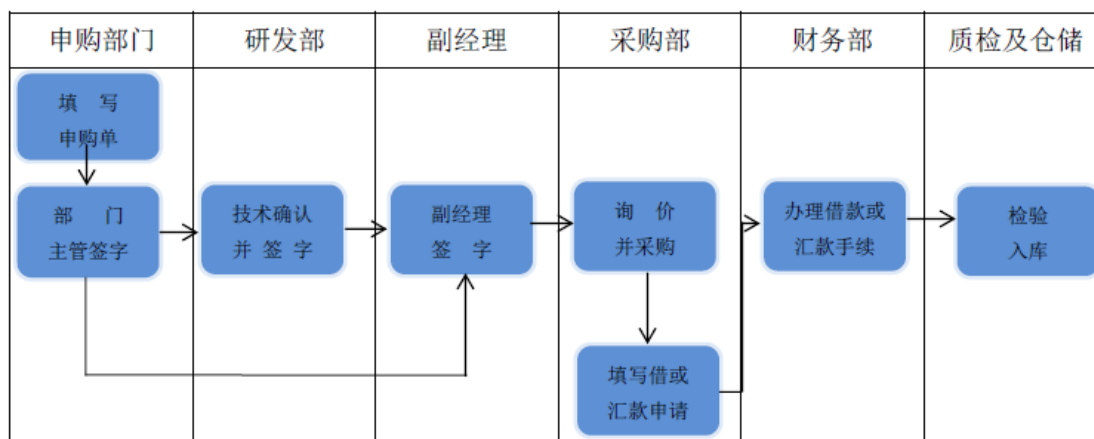 申购部门
研发部
副经理
采购部
财务部
质检及仓储
填 写
申购单
部 门
主管签字
技术确认
并 签 字
副经理
签 字
询 价
并采购
办理借款或
汇款手续
检验
入库
填写借或
汇款申请